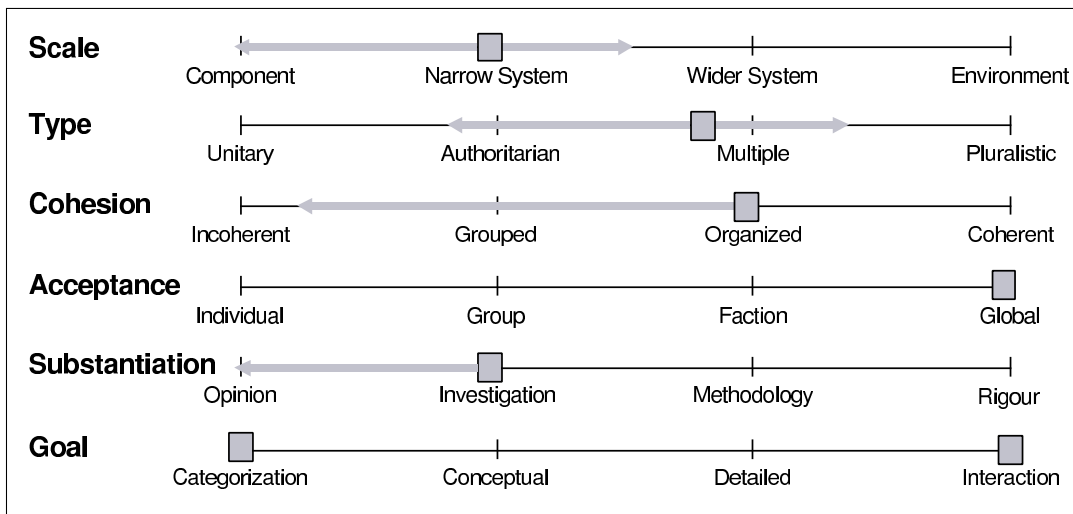 Scale
Component Narrow System Wider System Environment
Type
Unitary Authoritarian Multiple Pluralistic
Cohesion
Incoherent Grouped Organized Coherent
Acceptance
Individual Group Faction Global
Substantiation
Opinion Investigation Methodology Rigour
Goal
Categorization Conceptual Detailed Interaction